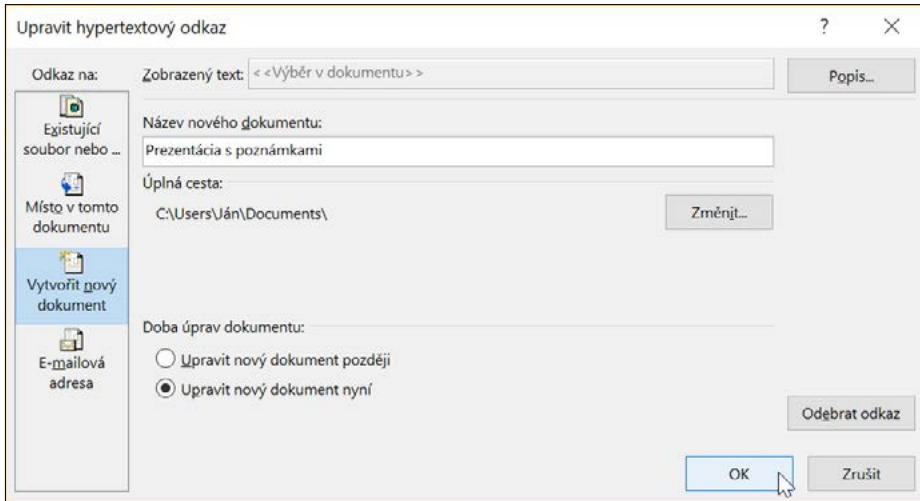 Upravit hypertextový odkaz
?
Odkaz na:
Zobrazený text: <<Výběr v dokumentu>>
Popis...
Existující
soubor nebo ...
Místo v tomto
dokumentu
Vytvořit nový
dokument
E-mailová
adresa
Název nového dokumentu:
Prezentácia s poznámkami
Úplná cesta:
C:\Users\Ján\Documents\
Změnit...
Doba úprav dokumentu:
Upravit nový dokument později
Upravit nový dokument nyní
Odebrat odkaz
OK
Zrušit